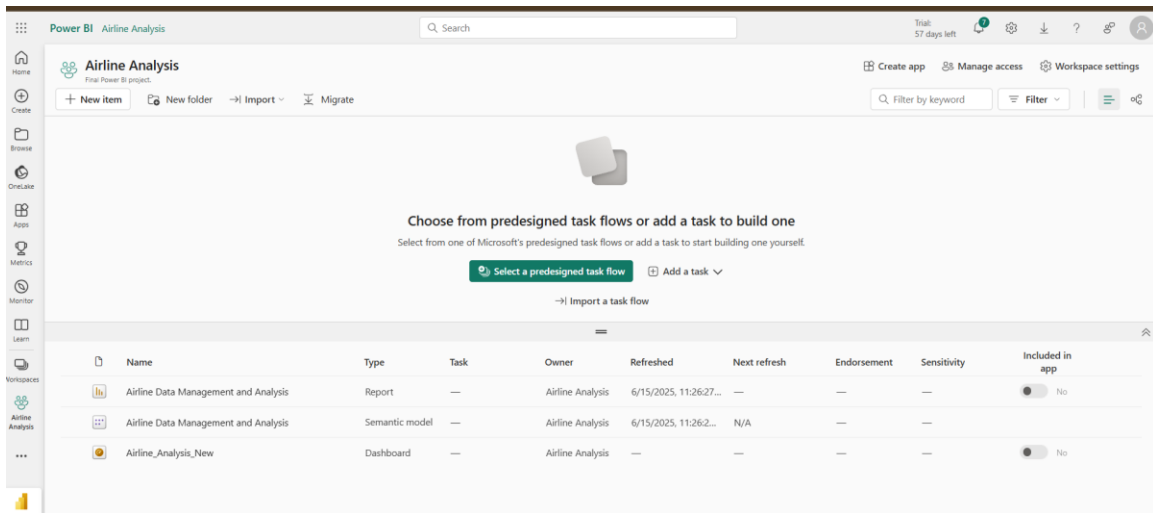 Power BI Airline Analysis
Search
Trial:
57 days left
7
Home
Create
Browse
OneLake
Apps
Metrics
Monitor
Learn
Workspaces
Airline
Analysis
Airline Analysis
Final Power BI project.
Create app Manage access Workspace settings
New item New folder Import Migrate
Filter by keyword Filter
Choose from predesigned task flows or add a task to build one
Select from one of Microsoft's predesigned task flows or add a task to start building one yourself.
Select a predesigned task flow Add a task
Import a task flow
Name Type Task Owner Refreshed Next refresh Endorsement Sensitivity Included in
app
Airline Data Management and Analysis Report — Airline Analysis 6/15/2025, 11:26:27... — — — No
Airline Data Management and Analysis Semantic model — Airline Analysis 6/15/2025, 11:26:2... N/A — —
Airline_Analysis_New Dashboard — Airline Analysis — — — — No